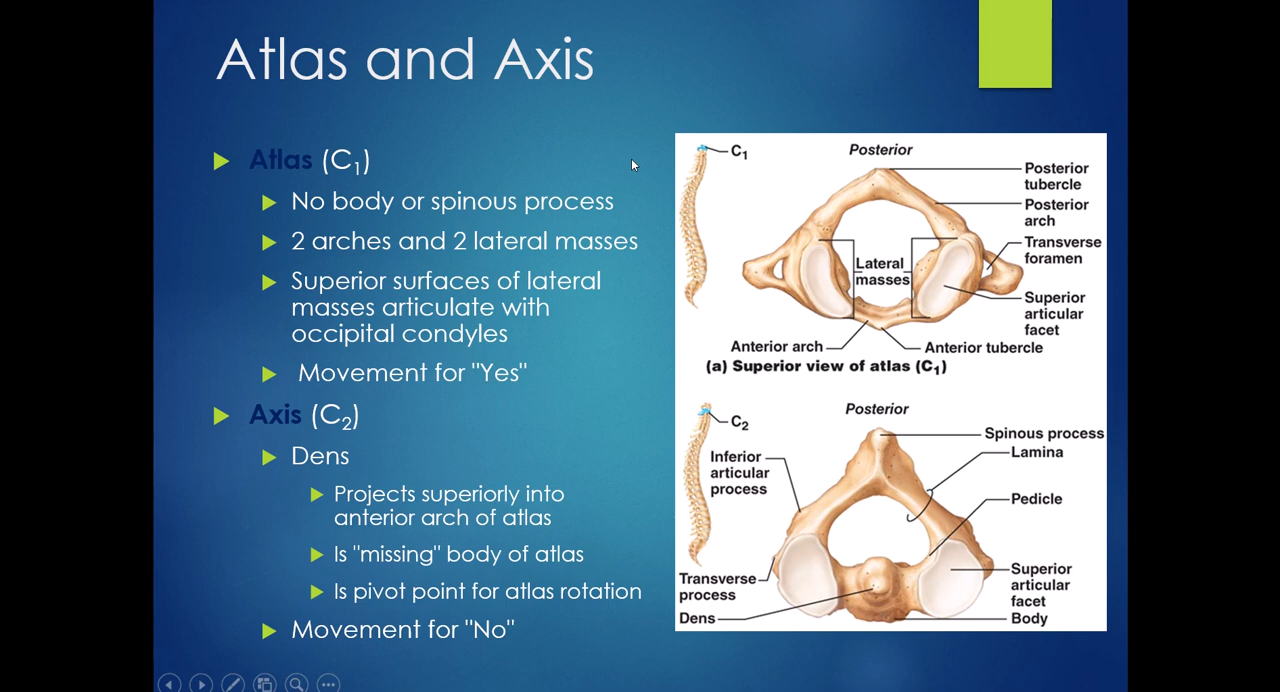 Atlas and Axis
Atlas (C1)
No body or spinous process
2 arches and 2 lateral masses
Superior surfaces of lateral
masses articulate with
occipital condyles
Movement for "Yes"
Axis (C2)
Dens
Projects superiorly into
anterior arch of atlas
Is "missing" body of atlas
Is pivot point for atlas rotation
Movement for "No"
C1
Posterior
Posterior
tubercle
Posterior
arch
Transverse
foramen
Lateral
masses
Superior
articular
facet
Anterior arch
Anterior tubercle
(a) Superior view of atlas (C1)
C2
Posterior
Spinous process
Lamina
Inferior
articular
process
Pedicle
Transverse
process
Superior
articular
facet
Dens
Body